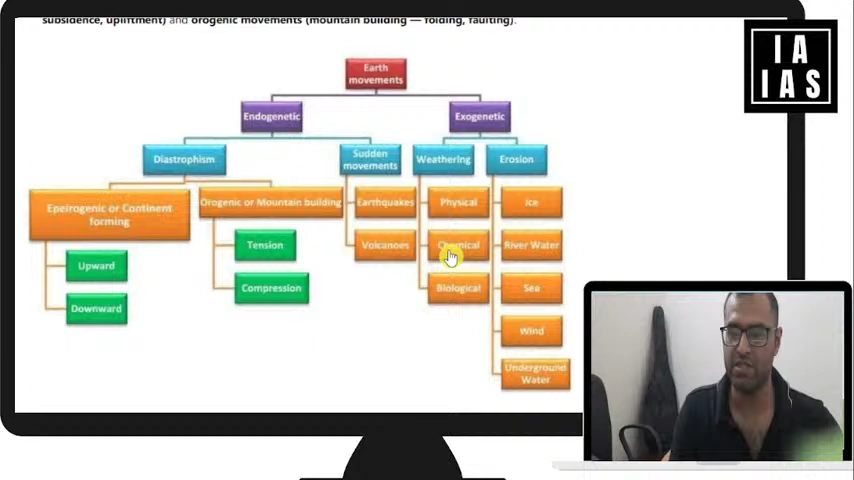 subsidence, upliftment) and orogenic movements (mountain building — folding, faulting).
IA
IAS
Earth
movements
Endogenetic
Exogenetic
Diastrophism
Sudden
movements
Weathering
Erosion
Epeirogenic or Continent
forming
Orogenic or Mountain building
Earthquakes
Physical
Ice
Tension
Volcanoes
Chemical
River Water
Upward
Compression
Biological
Sea
Downward
Wind
Underground
Water